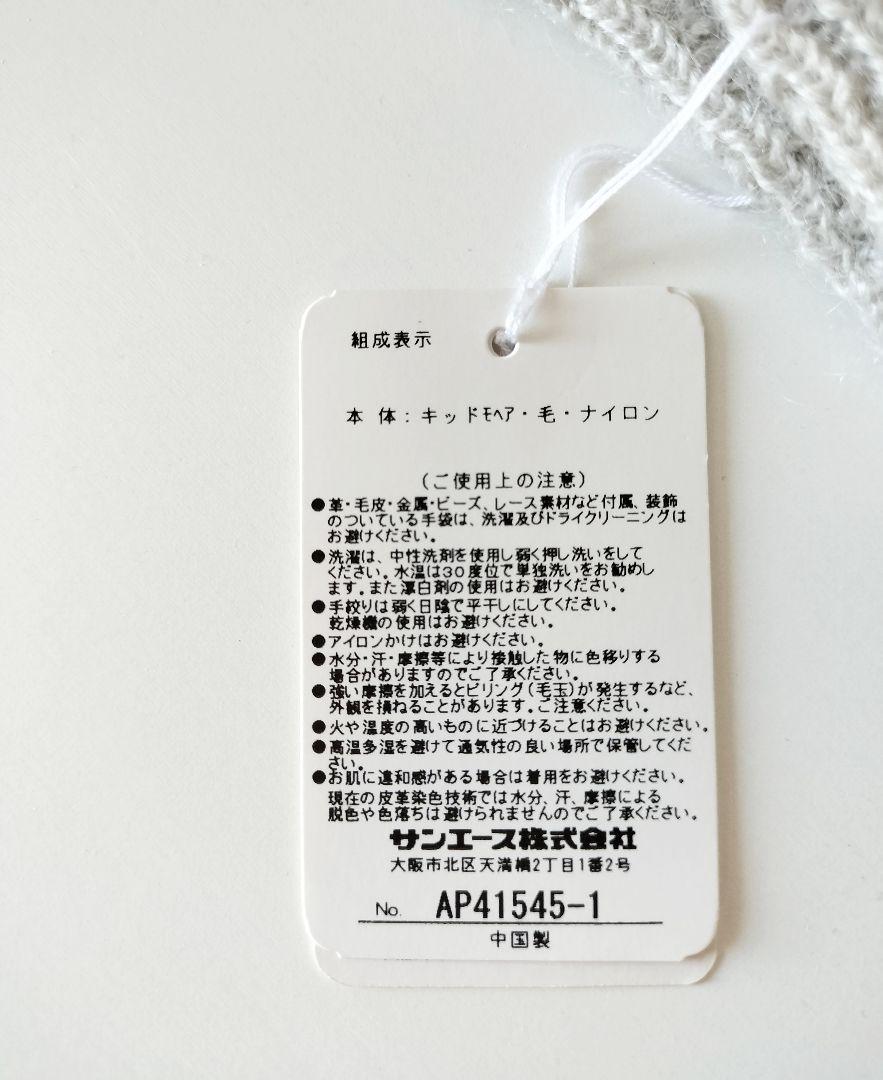 組成表示
本 体：キッドモヘア・毛・ナイロン
（ご使用上の注意）
●革・毛皮・金属・ビーズ、レース素材など付属、装飾
のついている手袋は、洗濯及びドライクリーニングは
お避けください。
●洗濯は、中性洗剤を使用し弱く押し洗いをして
ください。水温は30度位で単独洗いをお勧めし
ます。また漂白剤の使用はお避けください。
●手絞りは弱く日陰で平干しにしてください。
乾燥機の使用はお避けください。
●アイロンかけはお避けください。
●水分・汗・摩擦等により接触した物に色移りする
場合がありますのでご了承ください。
●強い摩擦を加えるとピリング（毛玉）が発生するなど、
外観を損ねることがあります。ご注意ください。
●火や温度の高いものに近づけることはお避けください。
●高温多湿を避けて通気性の良い場所で保管してくだ
さい。
●お肌に違和感がある場合は着用をお避けください。
現在の皮革染色技術では水分、汗、摩擦による
脱色や色落ちは避けられませんのでご了承ください。
サンエース株式会社
大阪市北区天満橋2丁目1番2号
No. AP41545-1
中国製